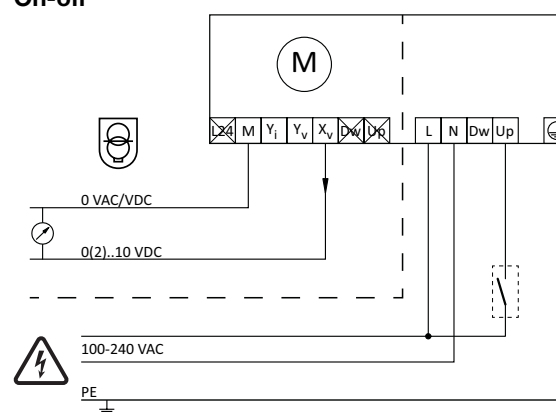 On-off
M
L24 M Yi Yv Xv Dw Up L N Dw Up
0 VAC/VDC
0(2)..10 VDC
100-240 VAC
PE